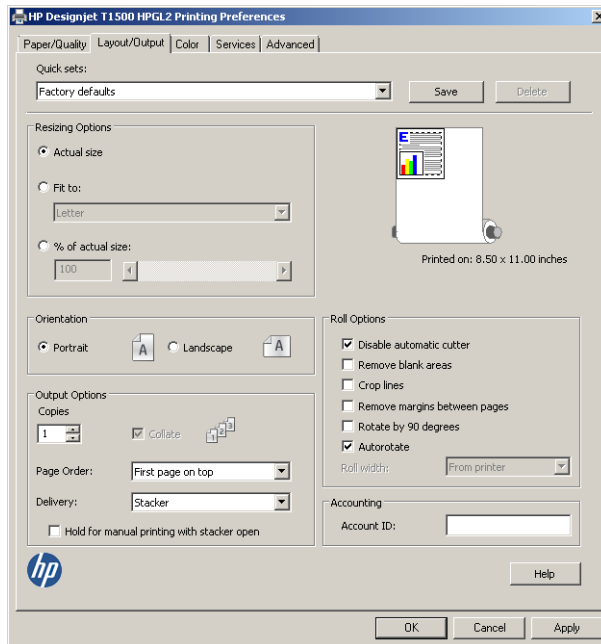 HP Designjet T1500 HPGL2 Printing Preferences
Paper/Quality Layout/Output Color Services Advanced
Quick sets:
Factory defaults Save Delete
Resizing Options
Actual size
Fit to:
Letter
% of actual size:
100
E
Printed on: 8.50 x 11.00 inches
Orientation
Portrait A Landscape A
Output Options
Copies
1 Collate 1 2 3
Page Order: First page on top
Delivery: Stacker
Hold for manual printing with stacker open
Roll Options
Disable automatic cutter
Remove blank areas
Crop lines
Remove margins between pages
Rotate by 90 degrees
Autorotate
Roll width: From printer
Accounting
Account ID:
hp
Help
OK Cancel Apply